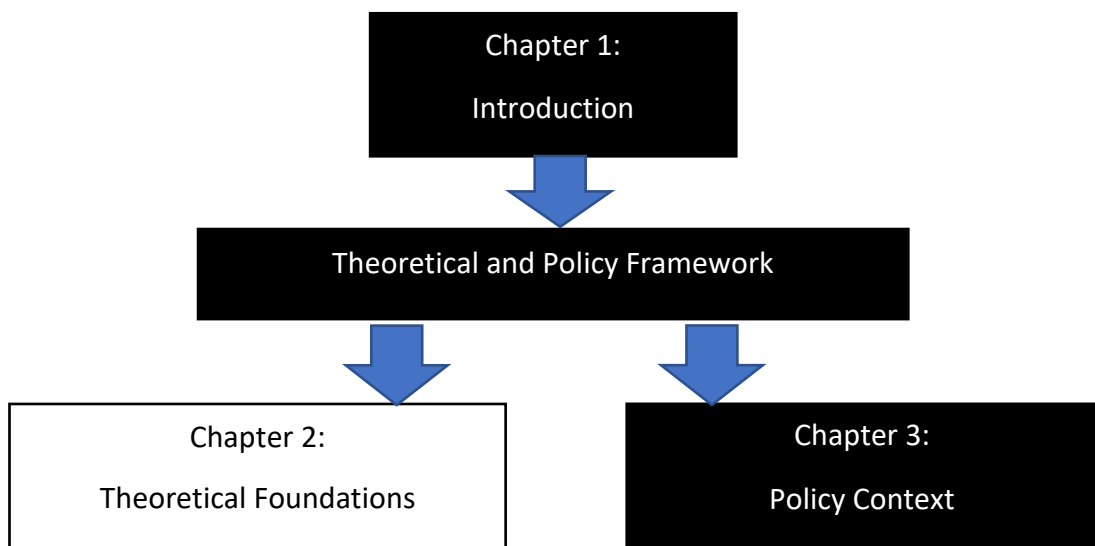 Chapter 1:
Introduction
Theoretical and Policy Framework
Chapter 2:
Theoretical Foundations
Chapter 3:
Policy Context